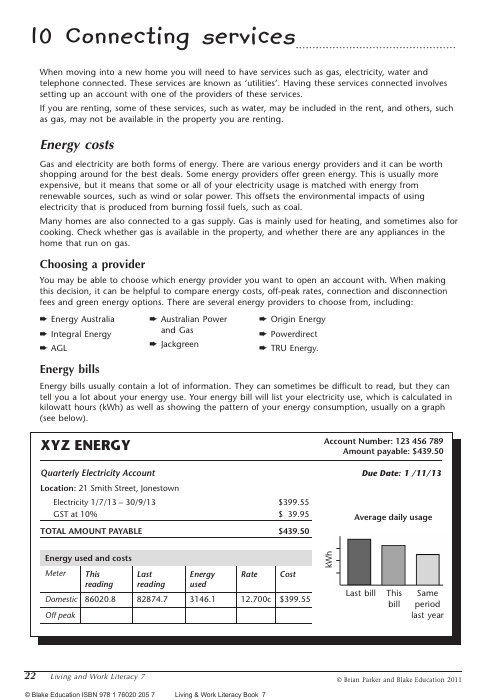 10 Connecting services
When moving into a new home you will need to have services such as gas, electricity, water and
telephone connected. These services are known as 'utilities'. Having these services connected involves
setting up an account with one of the providers of these services.
If you are renting, some of these services, such as water, may be included in the rent, and others, such
as gas, may not be available in the property you are renting.
Energy costs
Gas and electricity are both forms of energy. There are various energy providers and it can be worth
shopping around for the best deals. Some energy providers offer green energy. This is usually more
expensive, but it means that some or all of your electricity usage is matched with energy from
renewable sources, such as wind or solar power. This offsets the environmental impacts of using
electricity that is produced from burning fossil fuels, such as coal.
Many homes are also connected to a gas supply. Gas is mainly used for heating, and sometimes also for
cooking. Check whether gas is available in the property, and whether there are any appliances in the
home that run on gas.
Choosing a provider
You may be able to choose which energy provider you want to open an account with. When making
this decision, it can be helpful to compare energy costs, off-peak rates, connection and disconnection
fees and green energy options. There are several energy providers to choose from, including:
➨ Energy Australia
➨ Integral Energy
➨ AGL
➨ Australian Power
and Gas
➨ Jackgreen
➨ Origin Energy
➨ Powerdirect
➨ TRU Energy.
Energy bills
Energy bills usually contain a lot of information. They can sometimes be difficult to read, but they can
tell you a lot about your energy use. Your energy bill will list your electricity use, which is calculated in
kilowatt hours (kWh) as well as showing the pattern of your energy consumption, usually on a graph
(see below).
XYZ ENERGY
Account Number: 123 456 789
Amount payable: $439.50
Quarterly Electricity Account
Due Date: 1 /11/13
Location: 21 Smith Street, Jonestown
Electricity 1/7/13 – 30/9/13 $399.55
GST at 10% $ 39.95
TOTAL AMOUNT PAYABLE $439.50
Energy used and costs
Meter This reading Last reading Energy used Rate Cost
Domestic 86020.8 82874.7 3146.1 12.700c $399.55
Off peak
Average daily usage
kWh
Last bill This bill Same period last year
22 Living and Work Literacy 7
© Brian Parker and Blake Education 2011
© Blake Education ISBN 978 1 76020 205 7 Living & Work Literacy Book 7